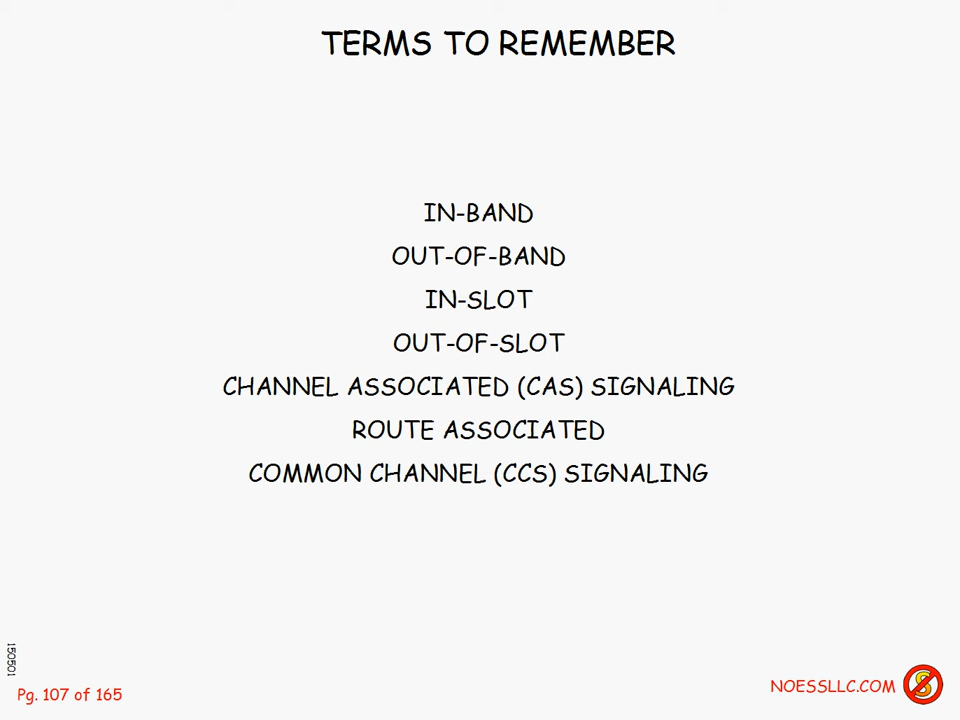 TERMS TO REMEMBER
IN-BAND
OUT-OF-BAND
IN-SLOT
OUT-OF-SLOT
CHANNEL ASSOCIATED (CAS) SIGNALING
ROUTE ASSOCIATED
COMMON CHANNEL (CCS) SIGNALING
150501
Pg. 107 of 165
NOESSLLC.COM
S